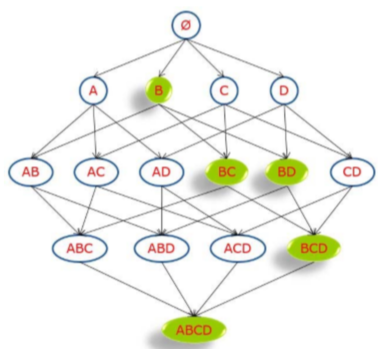 Ø
A B C D
AB AC AD BC BD CD
ABC ABD ACD BCD
ABCD